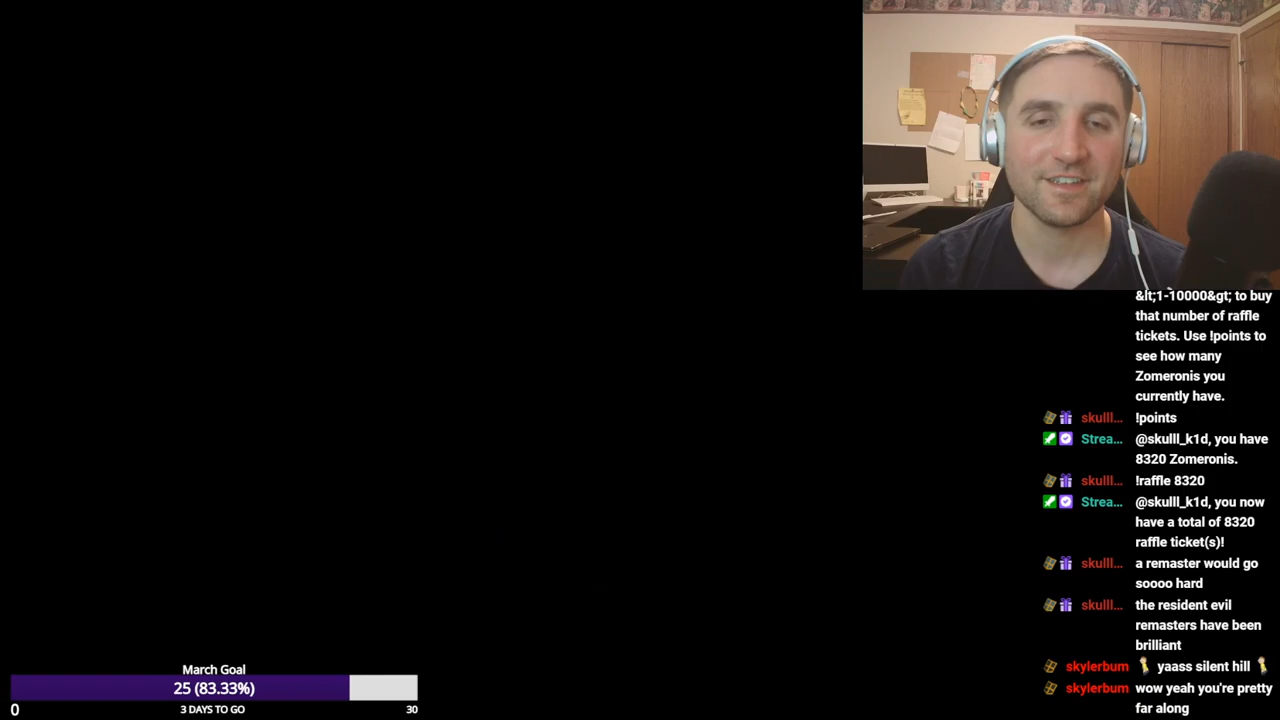 &lt;1-10000&gt; to buy
that number of raffle
tickets. Use !points to
see how many
Zomeronis you
currently have.
skulll... !points
Strea... @skulll_k1d, you have
8320 Zomeronis.
skulll... !raffle 8320
Strea... @skulll_k1d, you now
have a total of 8320
raffle ticket(s)!
skulll... a remaster would go
soooo hard
skulll... the resident evil
remasters have been
brilliant
skylerbum yaass silent hill
skylerbum wow yeah you're pretty
far along
March Goal
25 (83.33%)
0 3 DAYS TO GO 30